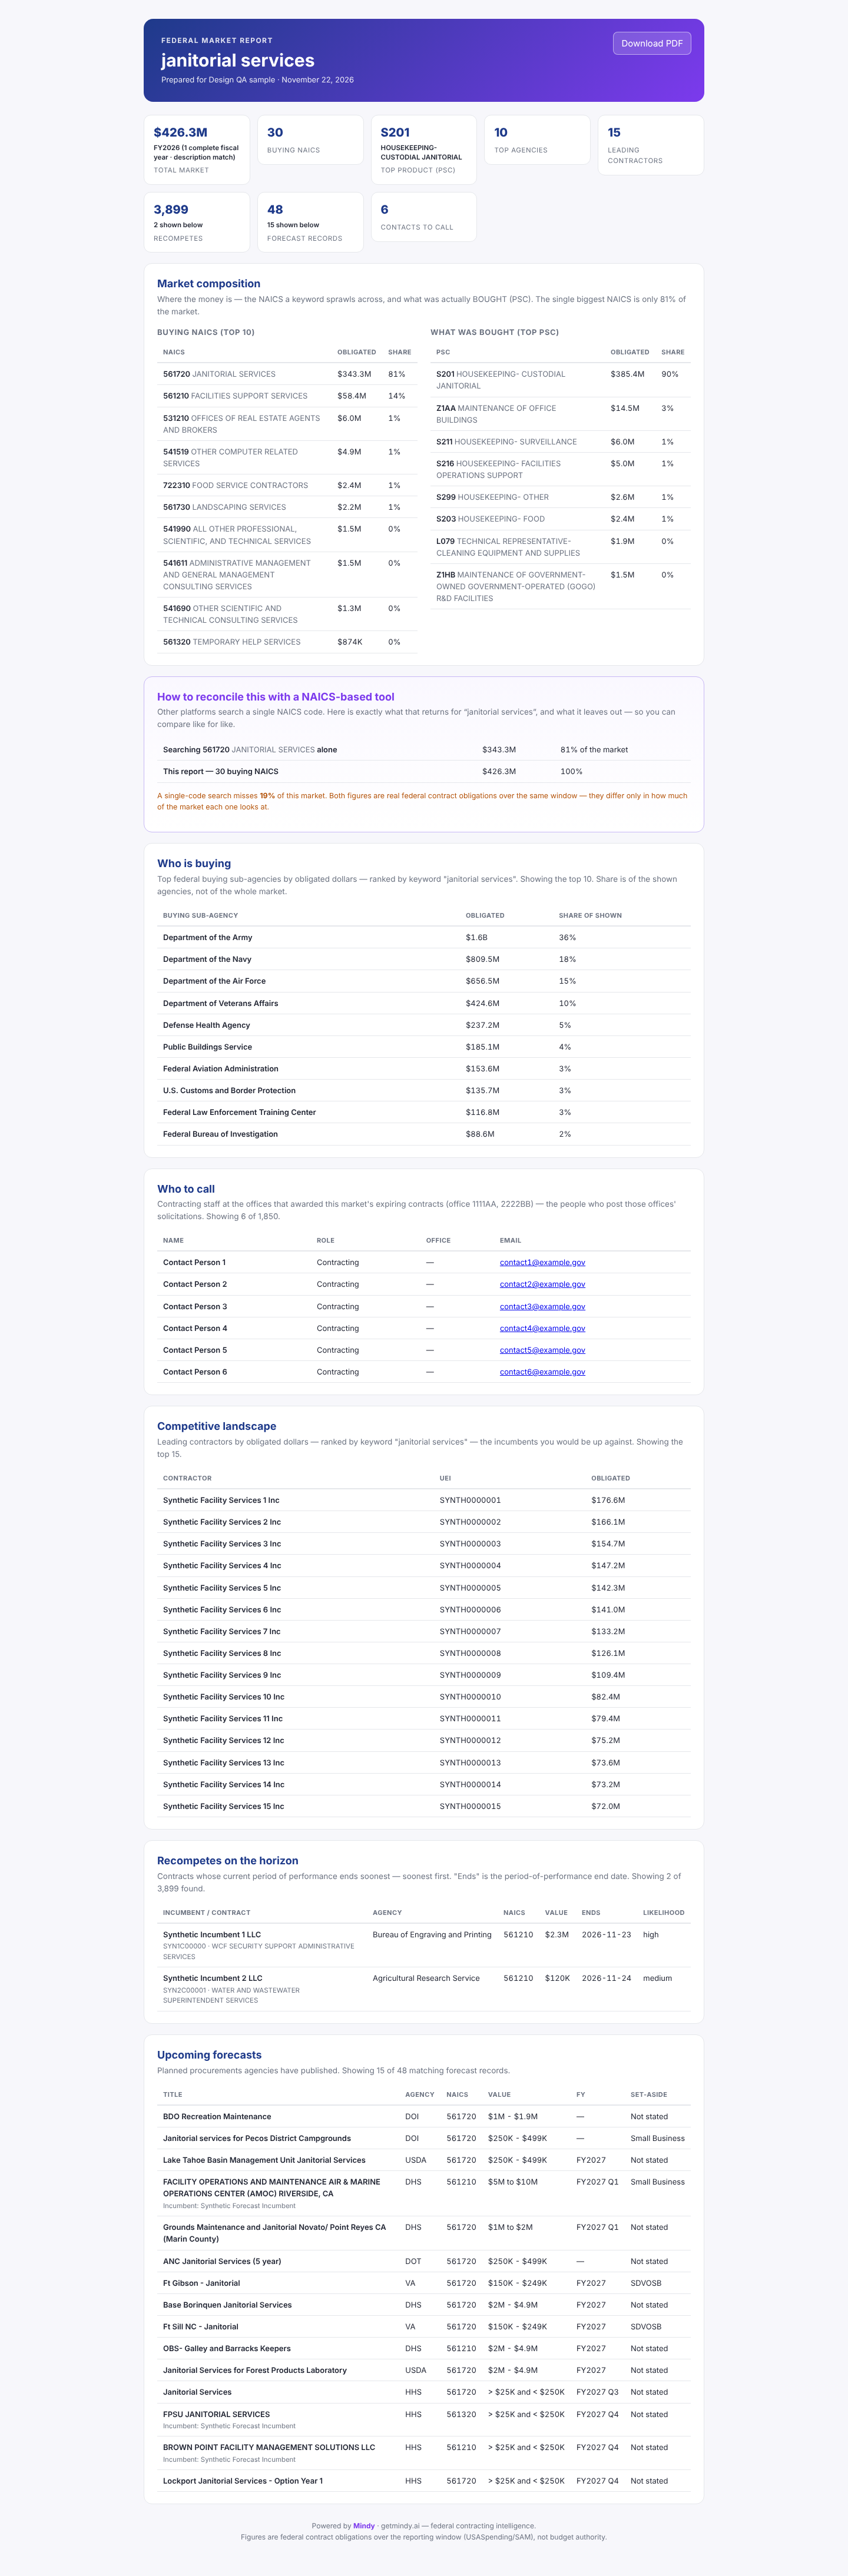 FEDERAL MARKET REPORT
janitorial services
Prepared for Design QA sample · November 22, 2026
Download PDF
$426.3M
FY2026 (1 complete fiscal
year · description match)
TOTAL MARKET
30
BUYING NAICS
S201
HOUSEKEEPING-
CUSTODIAL JANITORIAL
TOP PRODUCT (PSC)
10
TOP AGENCIES
15
LEADING
CONTRACTORS
3,899
2 shown below
RECOMPETES
48
15 shown below
FORECAST RECORDS
6
CONTACTS TO CALL
Market composition
Where the money is — the NAICS a keyword sprawls across, and what was actually BOUGHT (PSC). The single biggest NAICS is only 81% of
the market.
BUYING NAICS (TOP 10)
NAICS OBLIGATED SHARE
561720 JANITORIAL SERVICES $343.3M 81%
561210 FACILITIES SUPPORT SERVICES $58.4M 14%
531210 OFFICES OF REAL ESTATE AGENTS $6.0M 1%
AND BROKERS
541519 OTHER COMPUTER RELATED $4.9M 1%
SERVICES
722310 FOOD SERVICE CONTRACTORS $2.4M 1%
561730 LANDSCAPING SERVICES $2.2M 1%
541990 ALL OTHER PROFESSIONAL, $1.5M 0%
SCIENTIFIC, AND TECHNICAL SERVICES
541611 ADMINISTRATIVE MANAGEMENT $1.5M 0%
AND GENERAL MANAGEMENT
CONSULTING SERVICES
541690 OTHER SCIENTIFIC AND $1.3M 0%
TECHNICAL CONSULTING SERVICES
561320 TEMPORARY HELP SERVICES $874K 0%
WHAT WAS BOUGHT (TOP PSC)
PSC OBLIGATED SHARE
S201 HOUSEKEEPING- CUSTODIAL $385.4M 90%
JANITORIAL
Z1AA MAINTENANCE OF OFFICE $14.5M 3%
BUILDINGS
S211 HOUSEKEEPING- SURVEILLANCE $6.0M 1%
S216 HOUSEKEEPING- FACILITIES $5.0M 1%
OPERATIONS SUPPORT
S299 HOUSEKEEPING- OTHER $2.6M 1%
S203 HOUSEKEEPING- FOOD $2.4M 1%
L079 TECHNICAL REPRESENTATIVE- $1.9M 0%
CLEANING EQUIPMENT AND SUPPLIES
Z1HB MAINTENANCE OF GOVERNMENT- $1.5M 0%
OWNED GOVERNMENT-OPERATED (GOGO)
R&D FACILITIES
How to reconcile this with a NAICS-based tool
Other platforms search a single NAICS code. Here is exactly what that returns for “janitorial services”, and what it leaves out — so you can
compare like for like.
Searching 561720 JANITORIAL SERVICES alone $343.3M 81% of the market
This report — 30 buying NAICS $426.3M 100%
A single-code search misses 19% of this market. Both figures are real federal contract obligations over the same window — they differ only in how much
of the market each one looks at.
Who is buying
Top federal buying sub-agencies by obligated dollars — ranked by keyword "janitorial services". Showing the top 10. Share is of the shown
agencies, not of the whole market.
BUYING SUB-AGENCY OBLIGATED SHARE OF SHOWN
Department of the Army $1.6B 36%
Department of the Navy $809.5M 18%
Department of the Air Force $656.5M 15%
Department of Veterans Affairs $424.6M 10%
Defense Health Agency $237.2M 5%
Public Buildings Service $185.1M 4%
Federal Aviation Administration $153.6M 3%
U.S. Customs and Border Protection $135.7M 3%
Federal Law Enforcement Training Center $116.8M 3%
Federal Bureau of Investigation $88.6M 2%
Who to call
Contracting staff at the offices that awarded this market's expiring contracts (office 1111AA, 2222BB) — the people who post those offices'
solicitations. Showing 6 of 1,850.
NAME ROLE OFFICE EMAIL
Contact Person 1 Contracting — contact1@example.gov
Contact Person 2 Contracting — contact2@example.gov
Contact Person 3 Contracting — contact3@example.gov
Contact Person 4 Contracting — contact4@example.gov
Contact Person 5 Contracting — contact5@example.gov
Contact Person 6 Contracting — contact6@example.gov
Competitive landscape
Leading contractors by obligated dollars — ranked by keyword "janitorial services" — the incumbents you would be up against. Showing the
top 15.
CONTRACTOR UEI OBLIGATED
Synthetic Facility Services 1 Inc SYNTH0000001 $176.6M
Synthetic Facility Services 2 Inc SYNTH0000002 $166.1M
Synthetic Facility Services 3 Inc SYNTH0000003 $154.7M
Synthetic Facility Services 4 Inc SYNTH0000004 $147.2M
Synthetic Facility Services 5 Inc SYNTH0000005 $142.3M
Synthetic Facility Services 6 Inc SYNTH0000006 $141.0M
Synthetic Facility Services 7 Inc SYNTH0000007 $133.2M
Synthetic Facility Services 8 Inc SYNTH0000008 $126.1M
Synthetic Facility Services 9 Inc SYNTH0000009 $109.4M
Synthetic Facility Services 10 Inc SYNTH0000010 $82.4M
Synthetic Facility Services 11 Inc SYNTH0000011 $79.4M
Synthetic Facility Services 12 Inc SYNTH0000012 $75.2M
Synthetic Facility Services 13 Inc SYNTH0000013 $73.6M
Synthetic Facility Services 14 Inc SYNTH0000014 $73.2M
Synthetic Facility Services 15 Inc SYNTH0000015 $72.0M
Recompetes on the horizon
Contracts whose current period of performance ends soonest — soonest first. "Ends" is the period-of-performance end date. Showing 2 of
3,899 found.
INCUMBENT / CONTRACT AGENCY NAICS VALUE ENDS LIKELIHOOD
Synthetic Incumbent 1 LLC Bureau of Engraving and Printing 561210 $2.3M 2026-11-23 high
SYN1C00000 · WCF SECURITY SUPPORT ADMINISTRATIVE
SERVICES
Synthetic Incumbent 2 LLC Agricultural Research Service 561210 $120K 2026-11-24 medium
SYN2C00001 · WATER AND WASTEWATER
SUPERINTENDENT SERVICES
Upcoming forecasts
Planned procurements agencies have published. Showing 15 of 48 matching forecast records.
TITLE AGENCY NAICS VALUE FY SET-ASIDE
BDO Recreation Maintenance DOI 561720 $1M - $1.9M — Not stated
Janitorial services for Pecos District Campgrounds DOI 561720 $250K - $499K — Small Business
Lake Tahoe Basin Management Unit Janitorial Services USDA 561720 $250K - $499K FY2027 Not stated
FACILITY OPERATIONS AND MAINTENANCE AIR & MARINE DHS 561210 $5M to $10M FY2027 Q1 Small Business
OPERATIONS CENTER (AMOC) RIVERSIDE, CA
Incumbent: Synthetic Forecast Incumbent
Grounds Maintenance and Janitorial Novato/ Point Reyes CA DHS 561720 $1M to $2M FY2027 Q1 Not stated
(Marin County)
ANC Janitorial Services (5 year) DOT 561720 $250K - $499K — Not stated
Ft Gibson - Janitorial VA 561720 $150K - $249K FY2027 SDVOSB
Base Borinquen Janitorial Services DHS 561720 $2M - $4.9M FY2027 Not stated
Ft Sill NC - Janitorial VA 561720 $150K - $249K FY2027 SDVOSB
OBS- Galley and Barracks Keepers DHS 561210 $2M - $4.9M FY2027 Not stated
Janitorial Services for Forest Products Laboratory USDA 561720 $2M - $4.9M FY2027 Not stated
Janitorial Services HHS 561720 > $25K and < $250K FY2027 Q3 Not stated
FPSU JANITORIAL SERVICES HHS 561320 > $25K and < $250K FY2027 Q4 Not stated
Incumbent: Synthetic Forecast Incumbent
BROWN POINT FACILITY MANAGEMENT SOLUTIONS LLC HHS 561210 > $25K and < $250K FY2027 Q4 Not stated
Incumbent: Synthetic Forecast Incumbent
Lockport Janitorial Services - Option Year 1 HHS 561720 > $25K and < $250K FY2027 Q4 Not stated
Powered by Mindy · getmindy.ai — federal contracting intelligence.
Figures are federal contract obligations over the reporting window (USASpending/SAM), not budget authority.